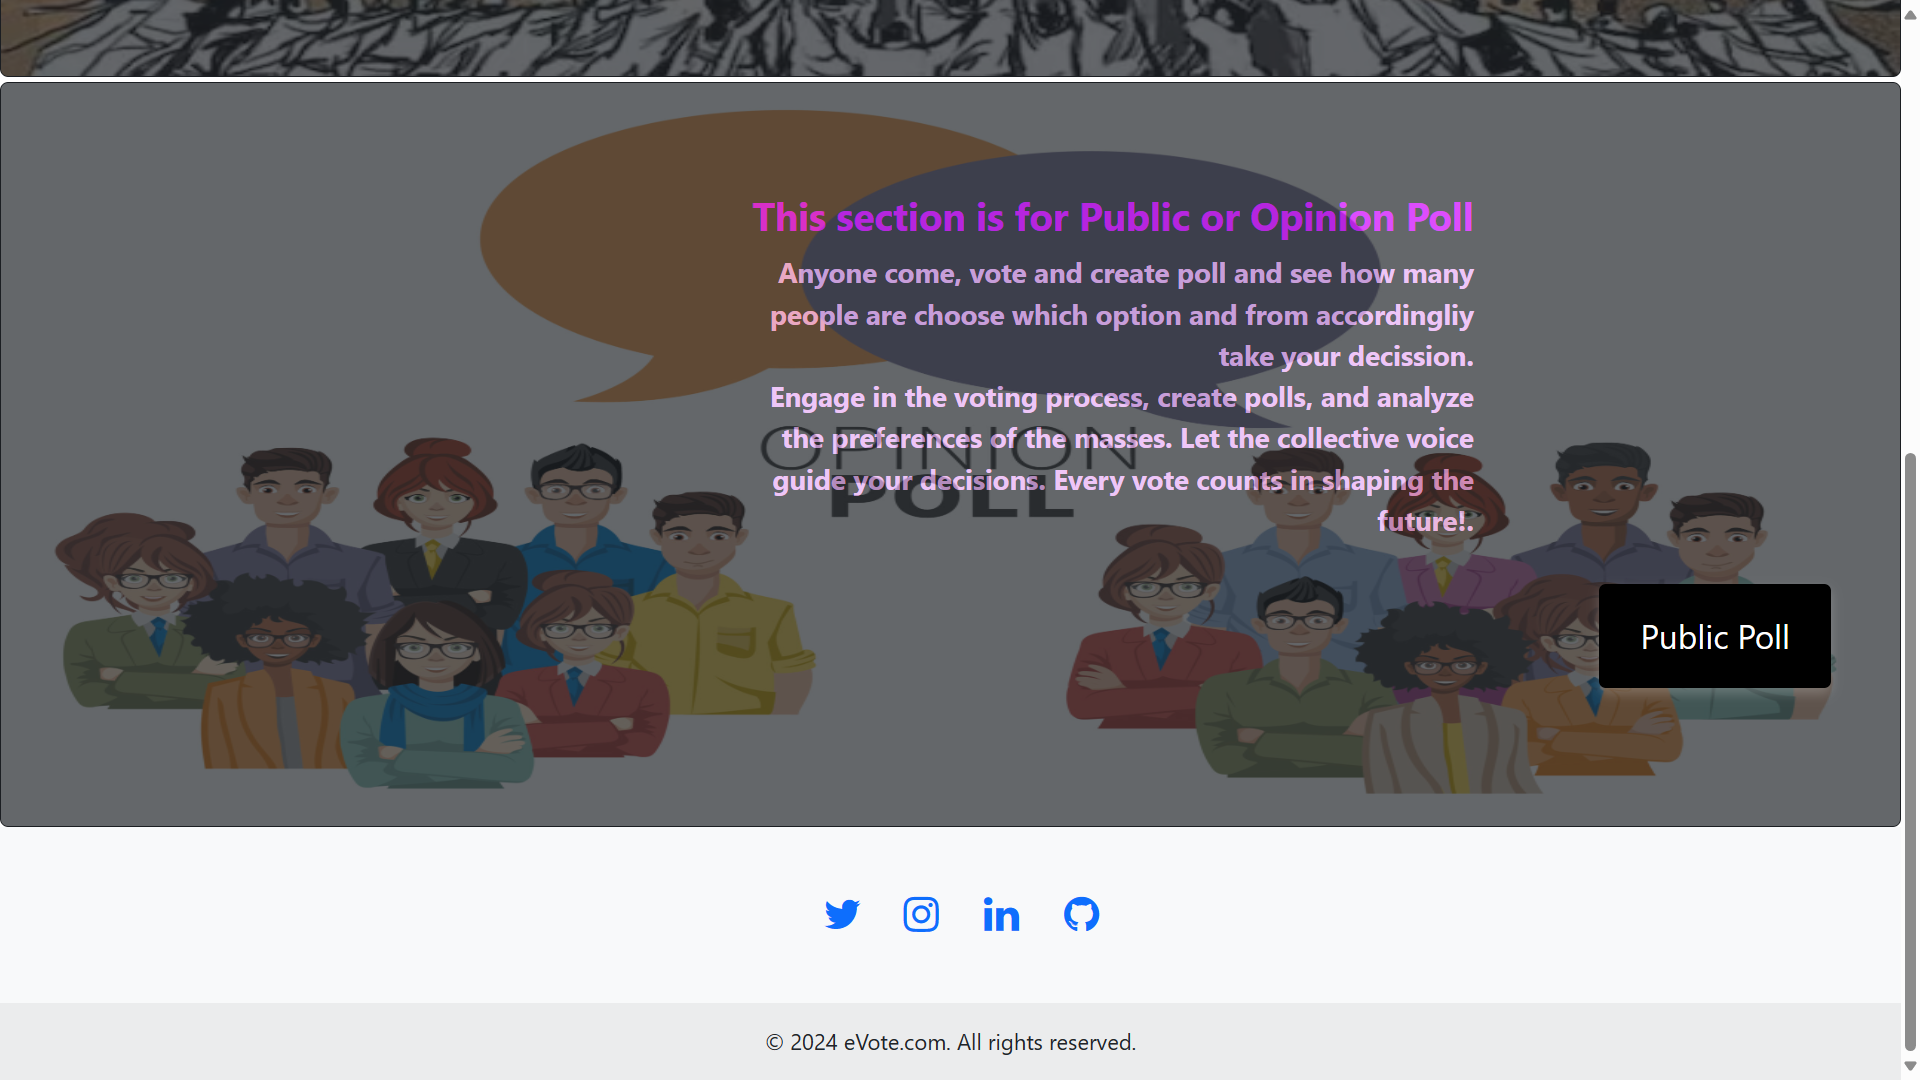 This section is for Public or Opinion Poll
Anyone come, vote and create poll and see how many
people are choose which option and from accordingliy
take your decission.
Engage in the voting process, create polls, and analyze
the preferences of the masses. Let the collective voice
guide your decisions. Every vote counts in shaping the
future!.
OPINION
POLL
Public Poll
© 2024 eVote.com. All rights reserved.